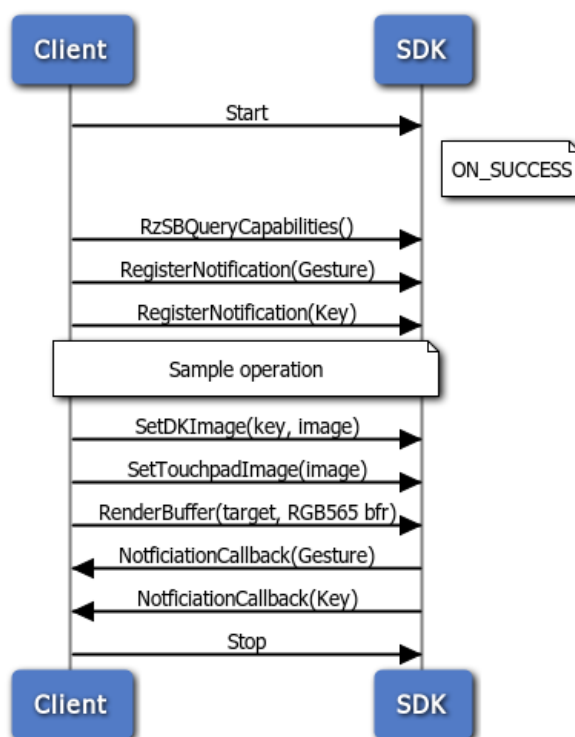 Client
SDK
Start
ON_SUCCESS
RzSBQueryCapabilities()
RegisterNotification(Gesture)
RegisterNotification(Key)
Sample operation
SetDKImage(key, image)
SetTouchpadImage(image)
RenderBuffer(target, RGB565 bfr)
NotficiationCallback(Gesture)
NotficiationCallback(Key)
Stop
Client
SDK